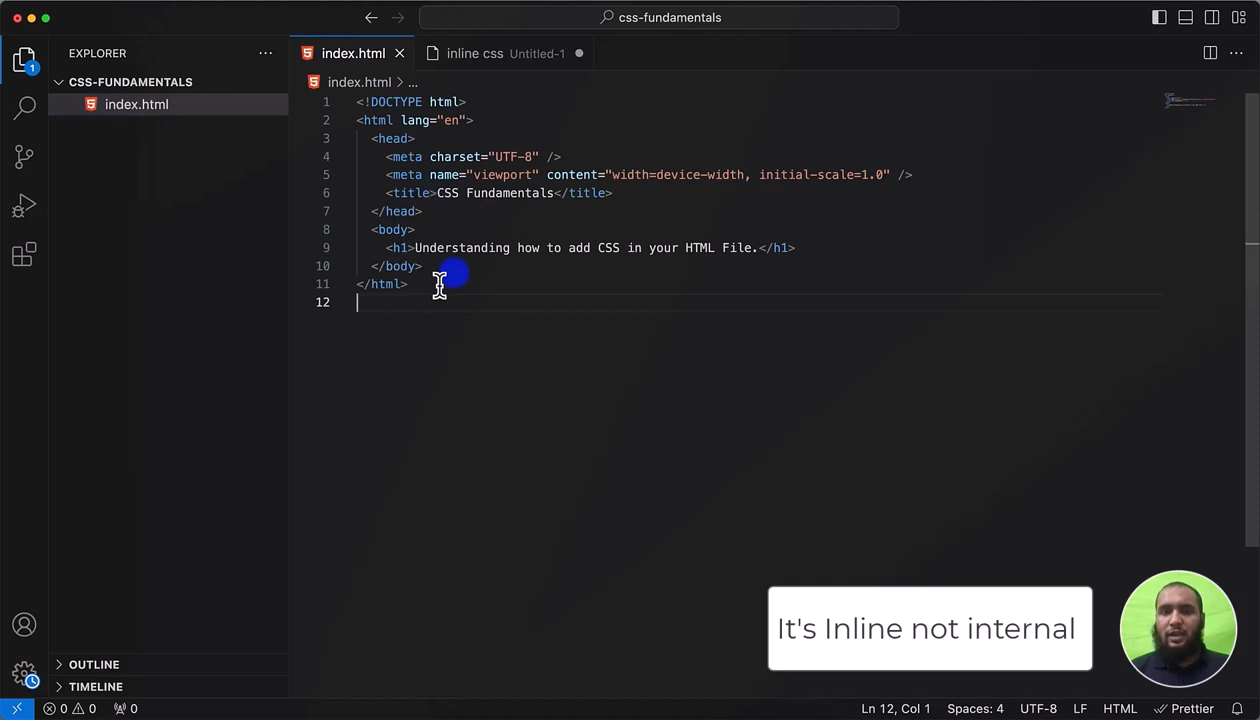 css-fundamentals
EXPLORER
index.html
inline css Untitled-1
CSS-FUNDAMENTALS
index.html > ...
1
index.html
1 <!DOCTYPE html>
2 <html lang="en">
3 <head>
4 <meta charset="UTF-8" />
5 <meta name="viewport" content="width=device-width, initial-scale=1.0" />
6 <title>CSS Fundamentals</title>
7 </head>
8 <body>
9 <h1>Understanding how to add CSS in your HTML File.</h1>
10 </body>
11 </html>
12
It's Inline not internal
OUTLINE
TIMELINE
0 0 0 Ln 12, Col 1 Spaces: 4 UTF-8 LF HTML Prettier